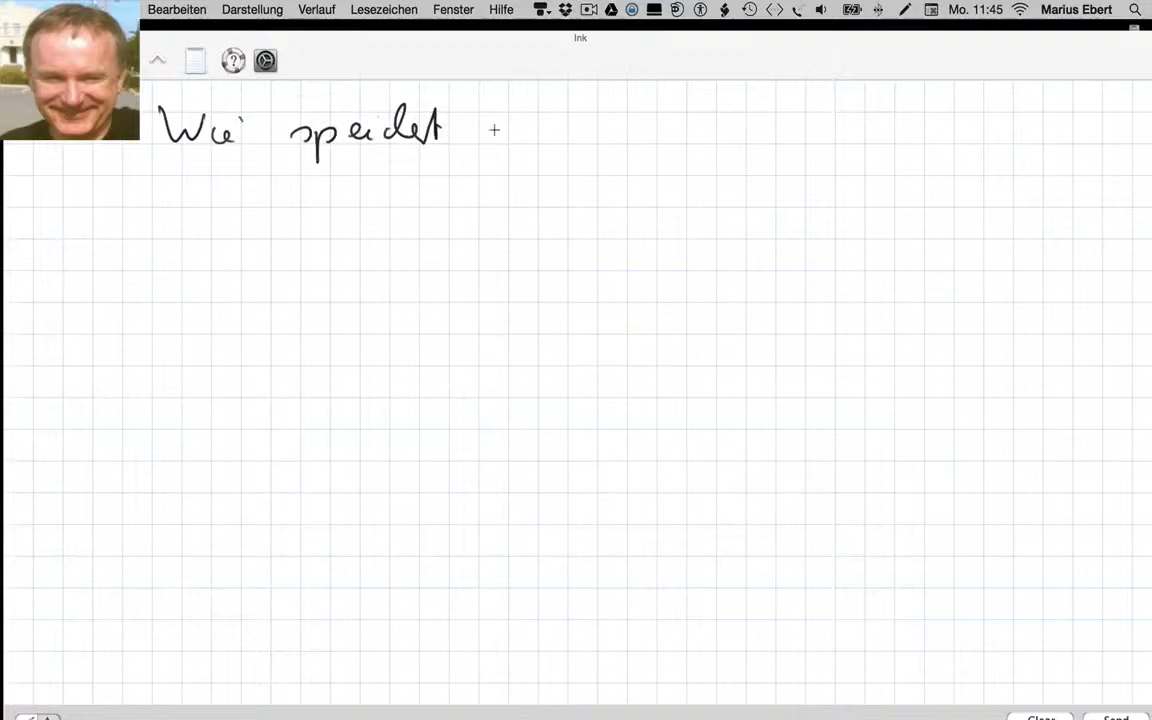 Bearbeiten Darstellung Verlauf Lesezeichen Fenster Hilfe Mo. 11:45 Marius Ebert
Ink
Wie speichert
Clear Send